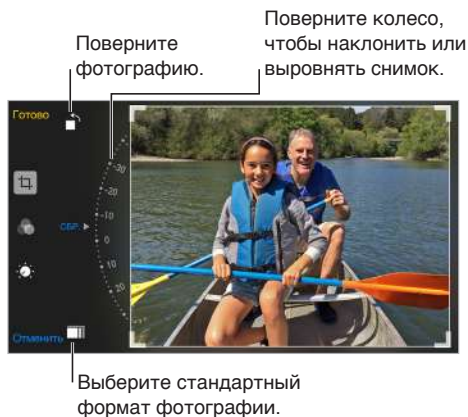 Поверните колесо,
чтобы наклонить или
выровнять снимок.
Поверните
фотографию.
Готово
-30
-20
-10
СБР.
0
10
20
Отменить
Выберите стандартный
формат фотографии.